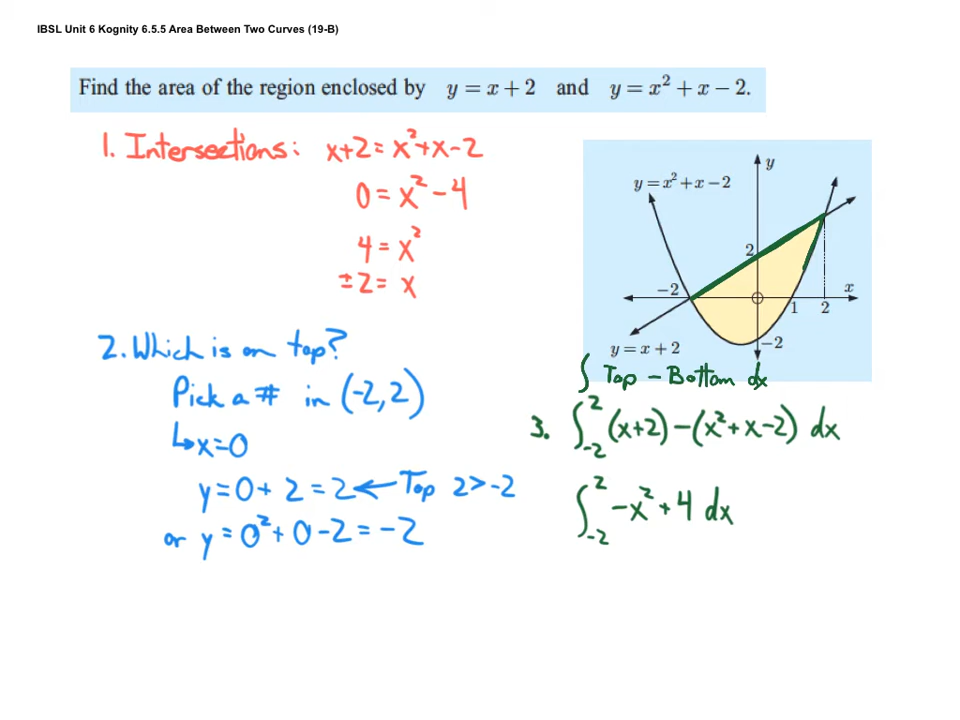 IBSL Unit 6 Kognity 6.5.5 Area Between Two Curves (19-B)
Find the area of the region enclosed by y = x + 2 and y = x² + x − 2.
1. Intersections: x+2 = x²+x−2
0 = x² − 4
4 = x²
±2 = x
2. Which is on top?
Pick a # in (-2,2)
↳x=0
y = 0 + 2 = 2 ← Top 2 > -2
or y = 0² + 0 − 2 = −2
y
y = x² + x − 2
2
−2
x
1
2
−2
y = x + 2
∫ Top − Bottom dx
3. ∫₋₂² (x+2) − (x² + x − 2) dx
∫₋₂² −x² + 4 dx